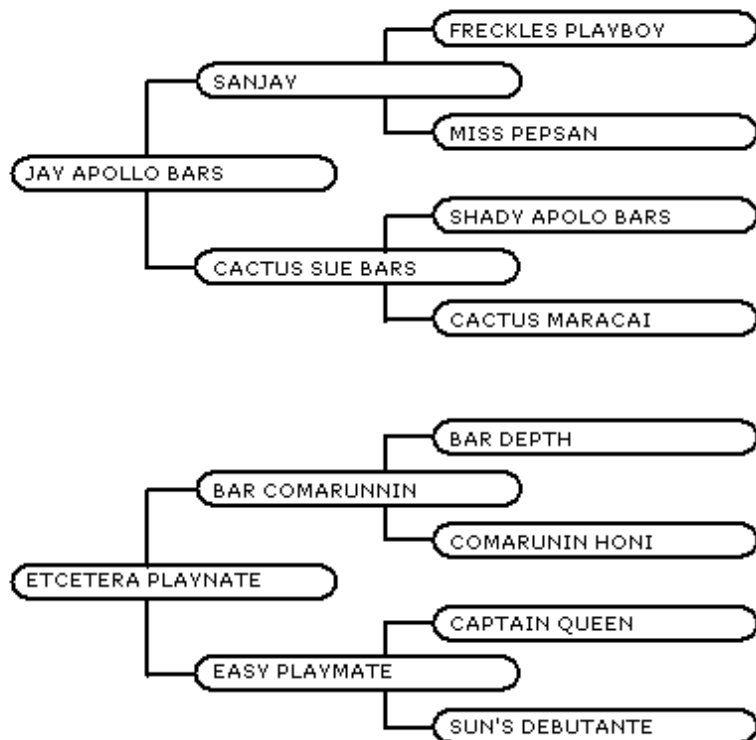 FRECKLES PLAYBOY
SANJAY
MISS PEPSAN
JAY APOLLO BARS
SHADY APOLO BARS
CACTUS SUE BARS
CACTUS MARACAI
BAR DEPTH
BAR COMARUNNIN
COMARUNIN HONI
ETCETERA PLAYNATE
CAPTAIN QUEEN
EASY PLAYMATE
SUN'S DEBUTANTE